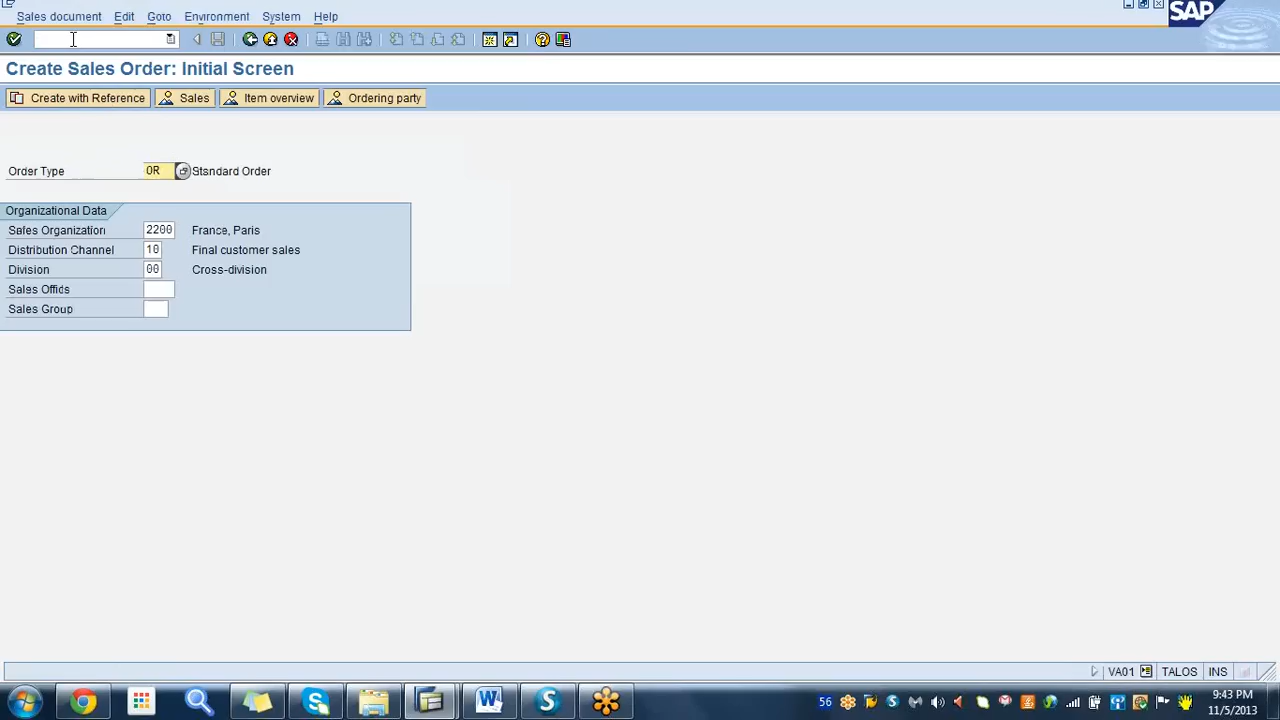 Sales document Edit Goto Environment System Help
SAP
Create Sales Order: Initial Screen
Create with Reference Sales Item overview Ordering party
Order Type OR Standard Order
Organizational Data
Sales Organization 2200 France, Paris
Distribution Channel 10 Final customer sales
Division 00 Cross-division
Sales Office
Sales Group
VA01 TALOS INS
56 9:43 PM
11/5/2013